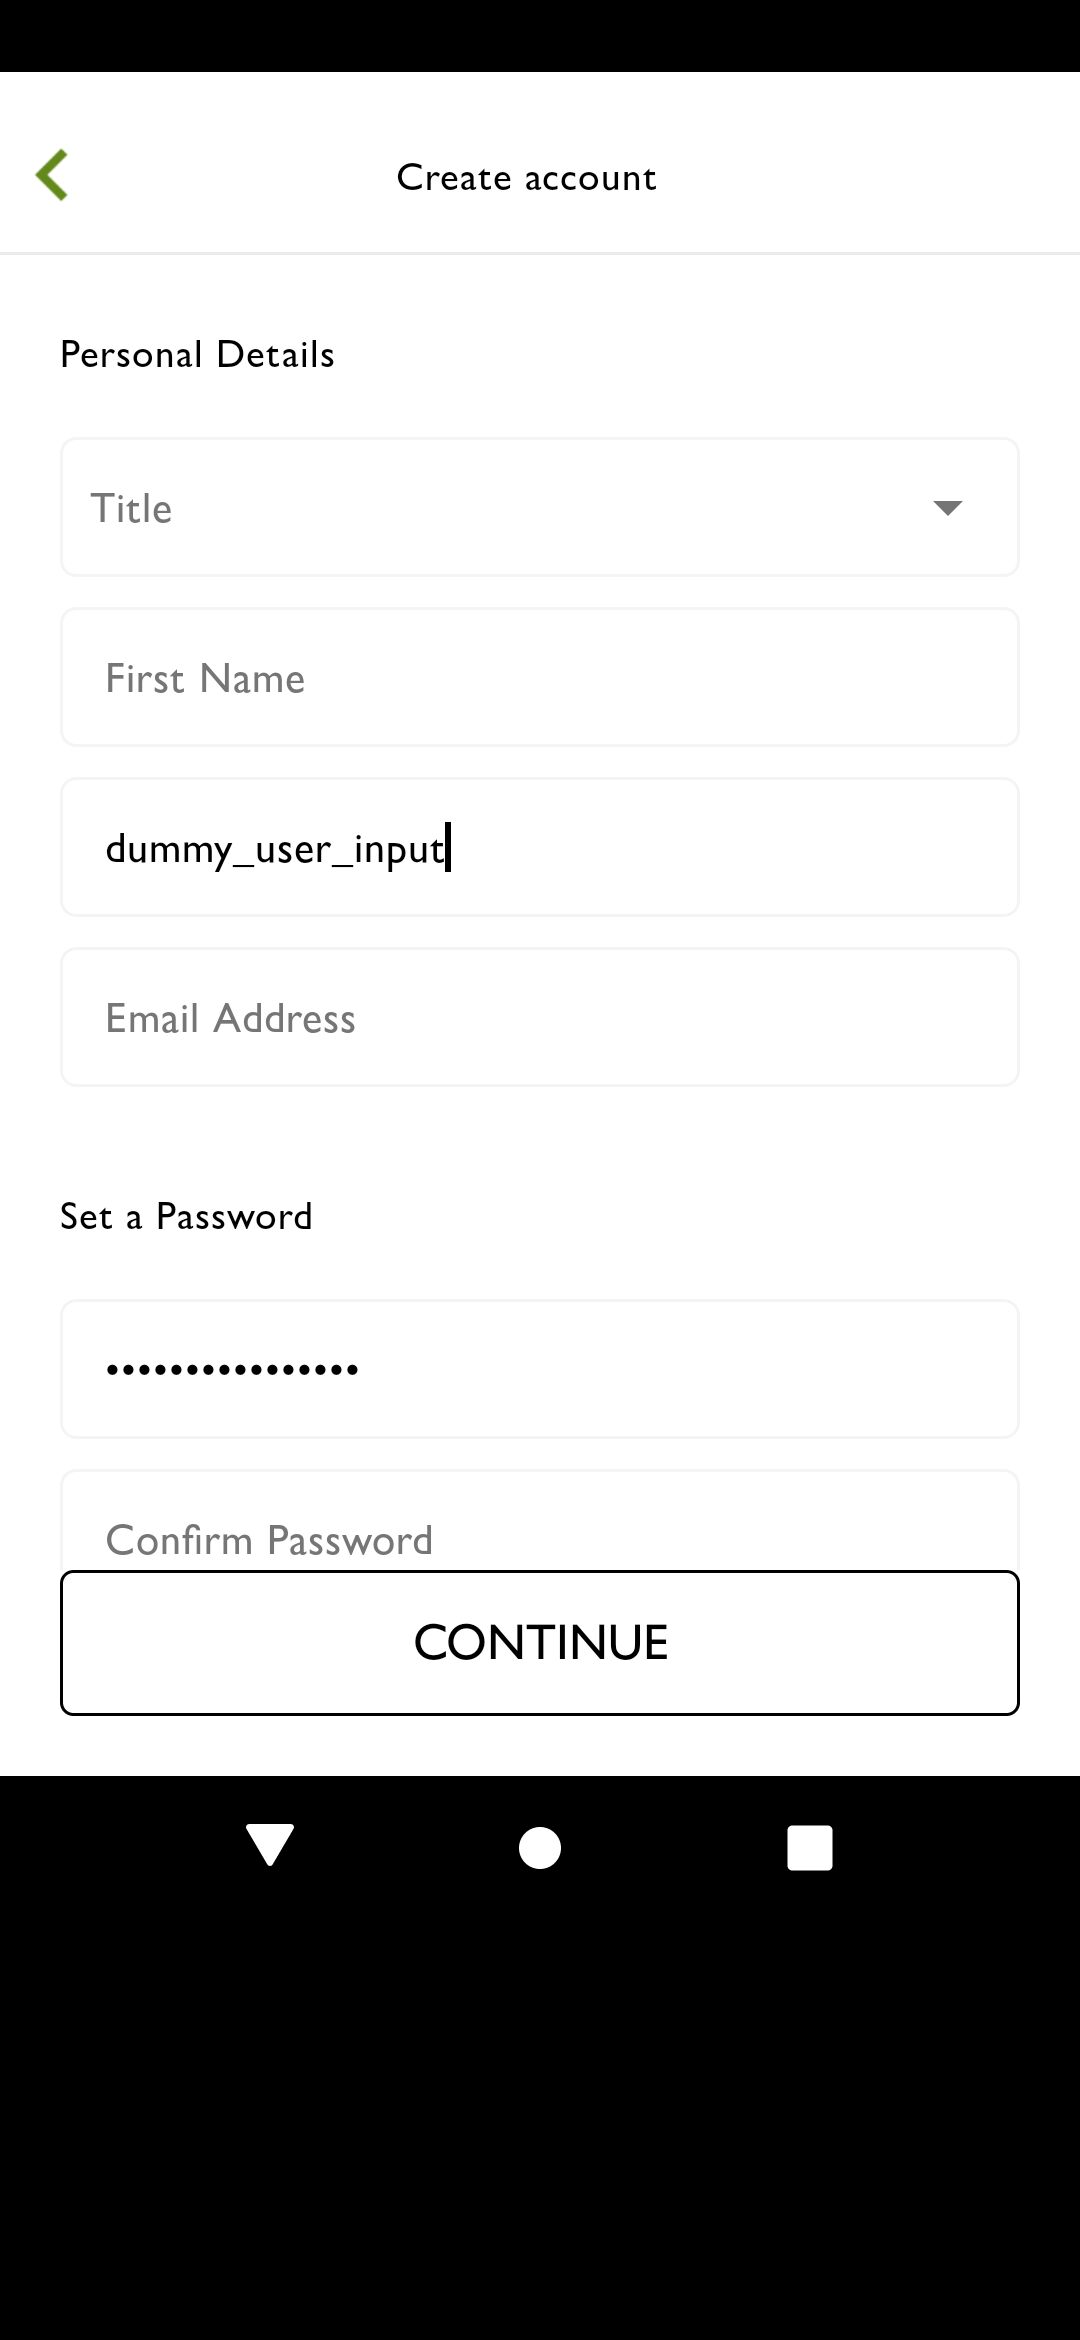 Create account
Personal Details
Title
First Name
dummy_user_input
Email Address
Set a Password
••••••••••••••••
Confirm Password
CONTINUE